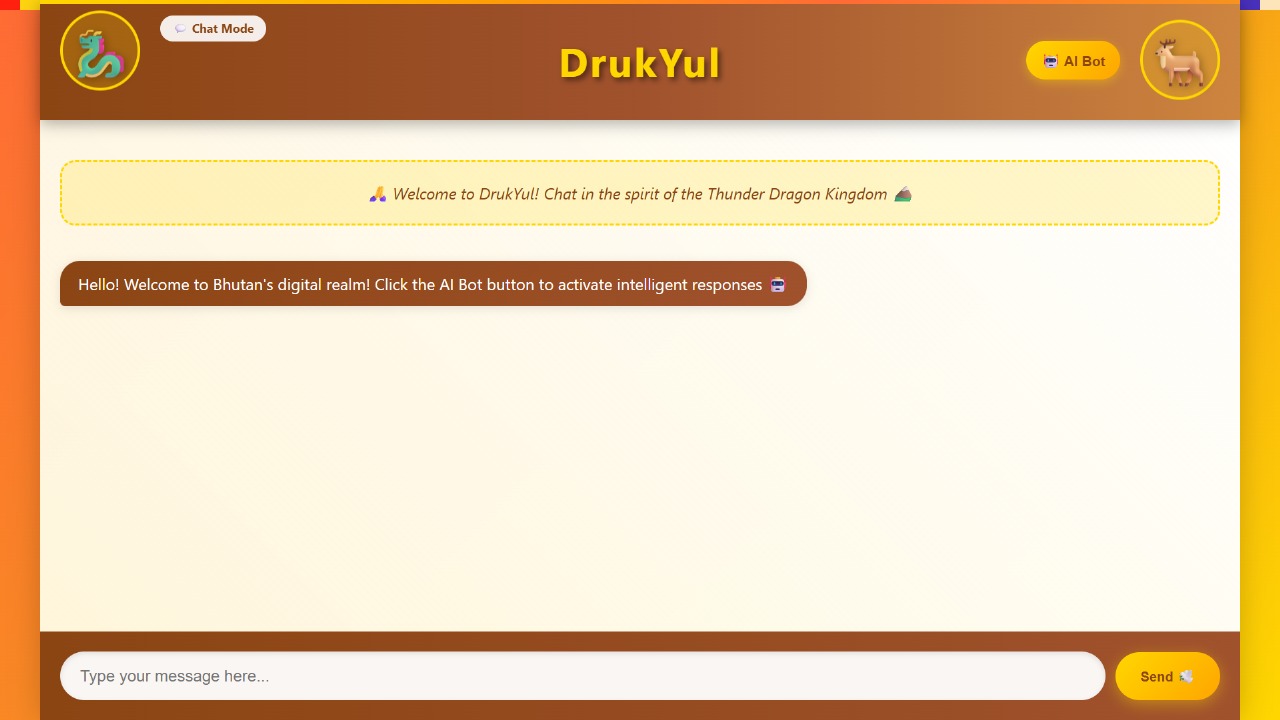 Chat Mode
DrukYul
AI Bot
Welcome to DrukYul! Chat in the spirit of the Thunder Dragon Kingdom
Hello! Welcome to Bhutan's digital realm! Click the AI Bot button to activate intelligent responses
Type your message here...
Send